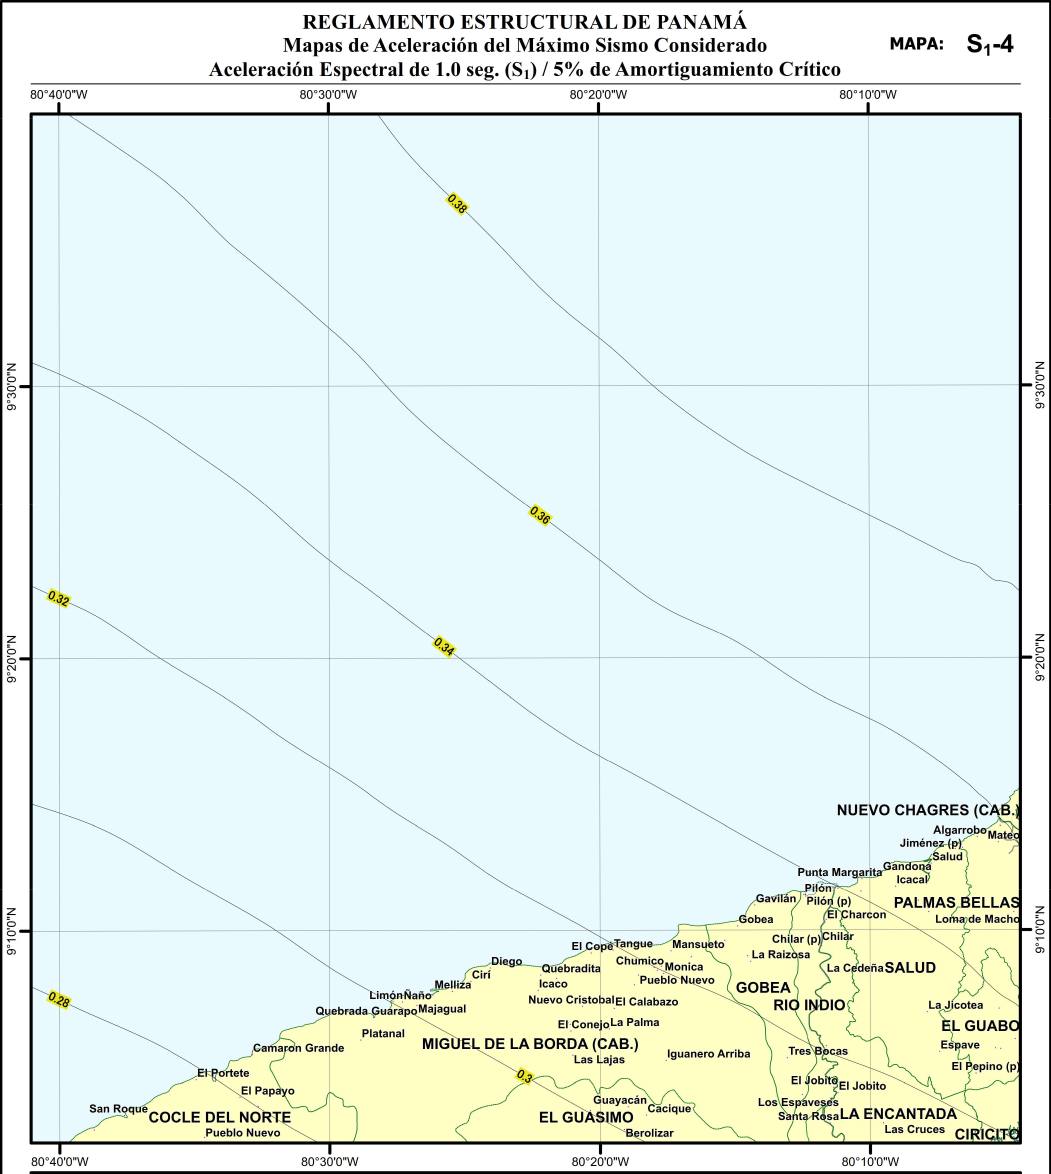 REGLAMENTO ESTRUCTURAL DE PANAMÁ
Mapas de Aceleración del Máximo Sismo Considerado
MAPA: S₁-4
Aceleración Espectral de 1.0 seg. (S₁) / 5% de Amortiguamiento Crítico
80°40'0"W 80°30'0"W 80°20'0"W 80°10'0"W
0.38
9°30'0"N 9°30'0"N
0.36
0.32
0.34
9°20'0"N 9°20'0"N
NUEVO CHAGRES (CAB.)
Algarrobo Mateo
Jiménez (p)
Salud
Gandona
Punta Margarita
Icacal
Pilón
Gavilán Pilón (p) PALMAS BELLAS
El Charcon
Gobea Loma de Macho
9°10'0"N 9°10'0"N
Chilar (p) Chilar
El Cope Tangue Mansueto
La Raizosa
Diego Chumico Monica
Quebradita La Cedeña SALUD
Cirí
Pueblo Nuevo
Melliza Icaco GOBEA
Limón Ñaño
0.28 Nuevo Cristobal El Calabazo RIO INDIO La Jicotea
Quebrada Guarapo Majagual
El Conejo La Palma EL GUABO
Platanal
MIGUEL DE LA BORDA (CAB.) Espave
Camaron Grande Iguanero Arriba Tres Bocas
Las Lajas
El Pepino (p)
El Portete 0.3
El Jobito El Jobito
El Papayo
Guayacán Los Espaveses
San Roque Cacique
COCLE DEL NORTE EL GUASIMO Santa Rosa LA ENCANTADA
Pueblo Nuevo Berolizar Las Cruces CIRICITO
80°40'0"W 80°30'0"W 80°20'0"W 80°10'0"W